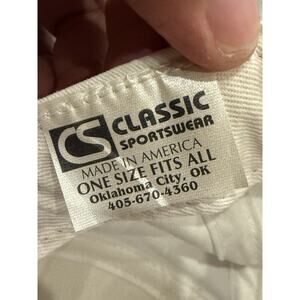 CS CLASSIC
SPORTSWEAR
MADE IN AMERICA
ONE SIZE FITS ALL
Oklahoma City, OK
405-670-4360